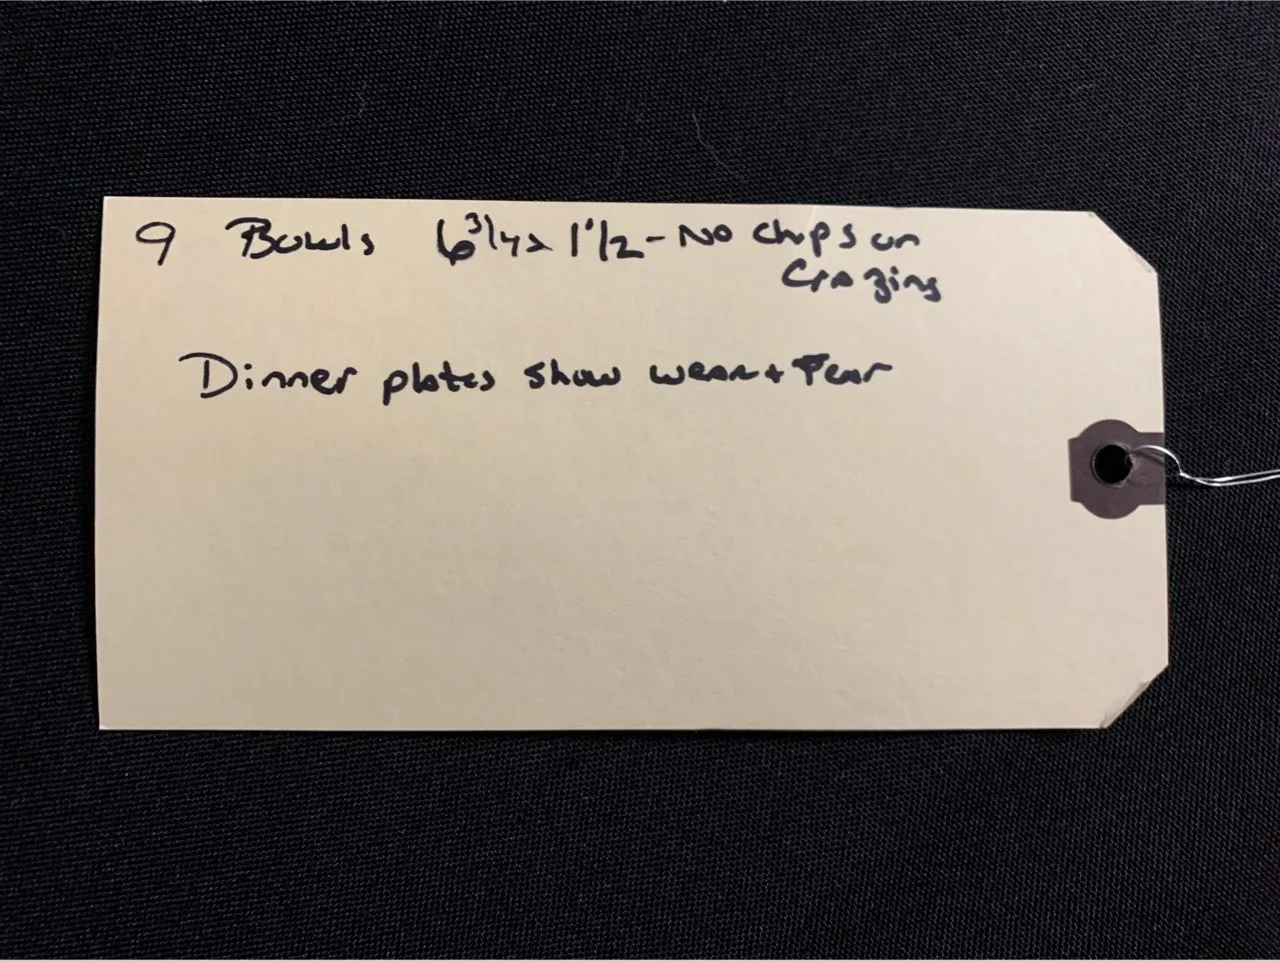 9 Bowls 6 3/4 x 1 1/2 - No chips or
Crazing
Dinner plates show wear + Tear